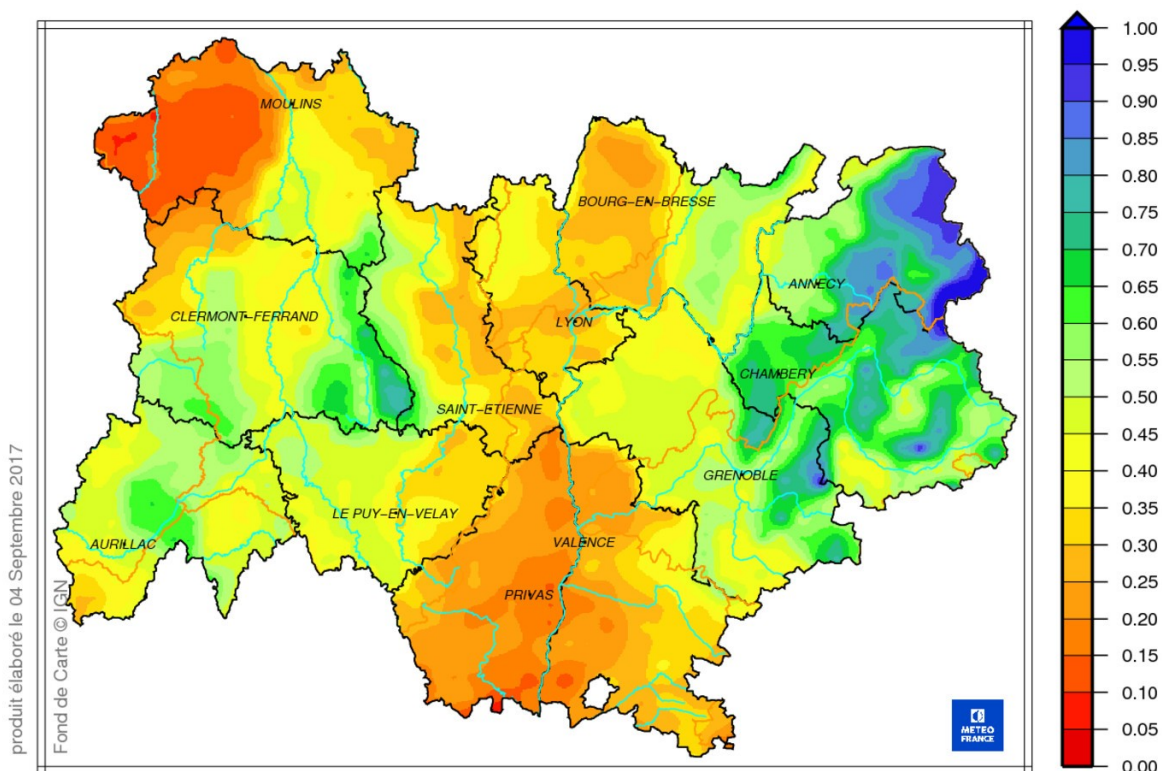 MOULINS
BOURG-EN-BRESSE
ANNECY
CLERMONT-FERRAND
LYON
CHAMBERY
SAINT-ETIENNE
GRENOBLE
LE PUY-EN-VELAY
AURILLAC
VALENCE
PRIVAS
1.00
0.95
0.90
0.85
0.80
0.75
0.70
0.65
0.60
0.55
0.50
0.45
0.40
0.35
0.30
0.25
0.20
0.15
0.10
0.05
0.00
produit élaboré le 04 Septembre 2017
Fond de Carte © IGN
METEO
FRANCE